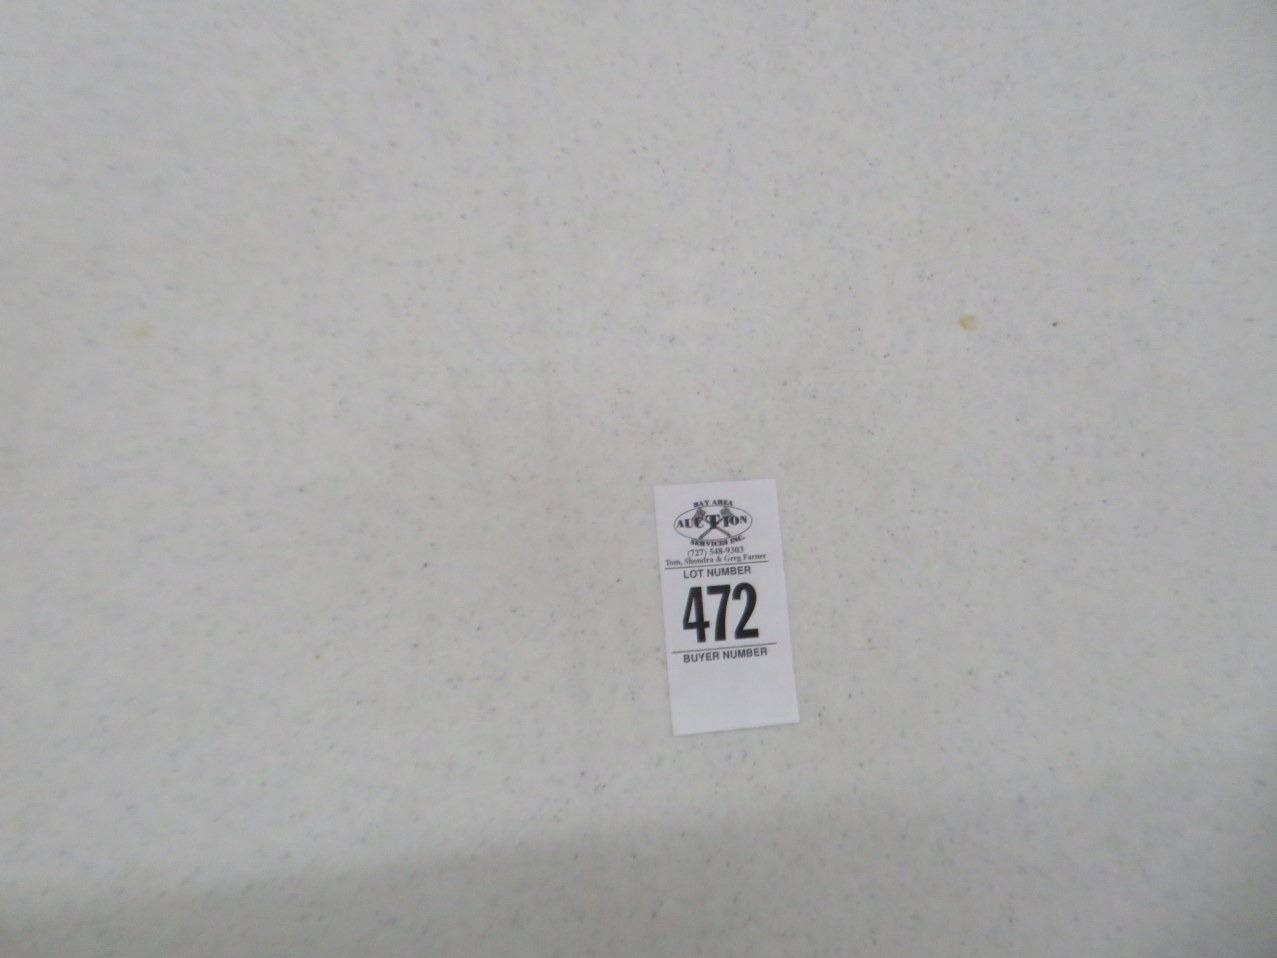 BAY AREA
AUCTION
SERVICES INC.
(727) 548-9303
Tom, Shondra & Greg Farner
LOT NUMBER
472
BUYER NUMBER